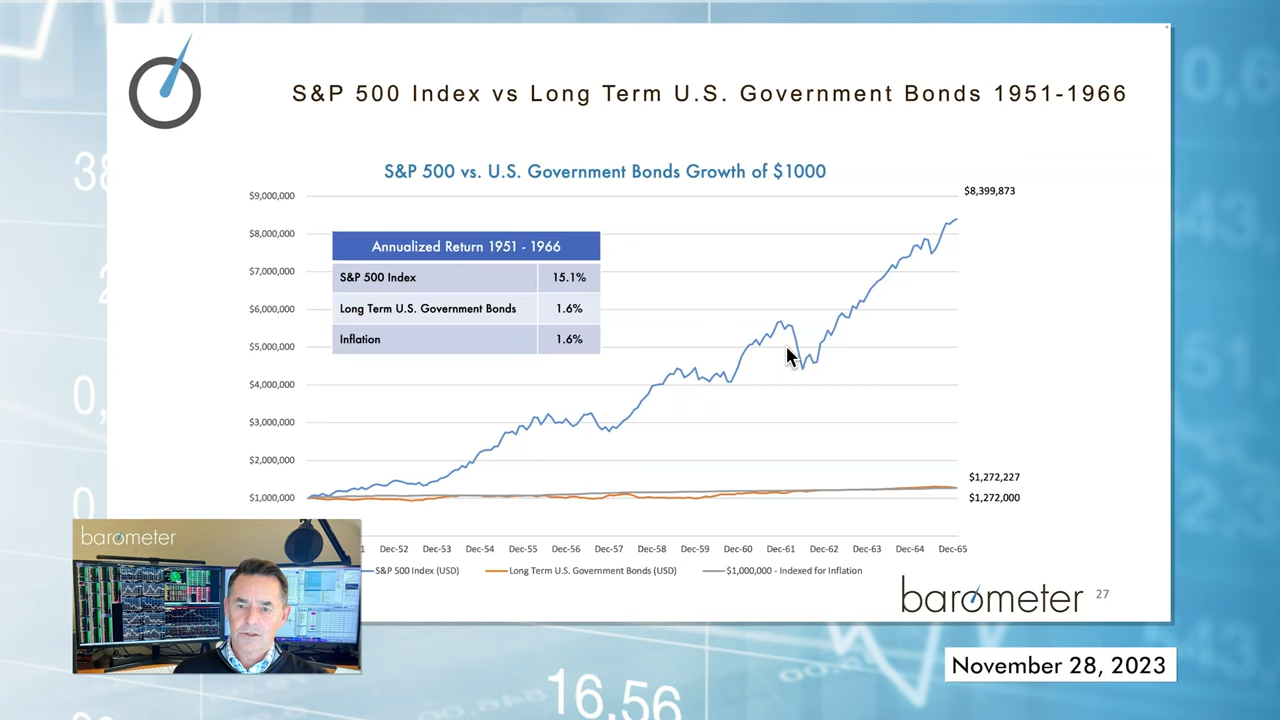 S&P 500 Index vs Long Term U.S. Government Bonds 1951-1966
S&P 500 vs. U.S. Government Bonds Growth of $1000
$9,000,000
$8,000,000
$7,000,000
$6,000,000
$5,000,000
$4,000,000
$3,000,000
$2,000,000
$1,000,000
$8,399,873
$1,272,227
$1,272,000
Annualized Return 1951 - 1966
S&P 500 Index 15.1%
Long Term U.S. Government Bonds 1.6%
Inflation 1.6%
Dec-52 Dec-53 Dec-54 Dec-55 Dec-56 Dec-57 Dec-58 Dec-59 Dec-60 Dec-61 Dec-62 Dec-63 Dec-64 Dec-65
S&P 500 Index (USD) Long Term U.S. Government Bonds (USD) $1,000,000 - Indexed for Inflation
barometer 27
barometer
November 28, 2023
16,56